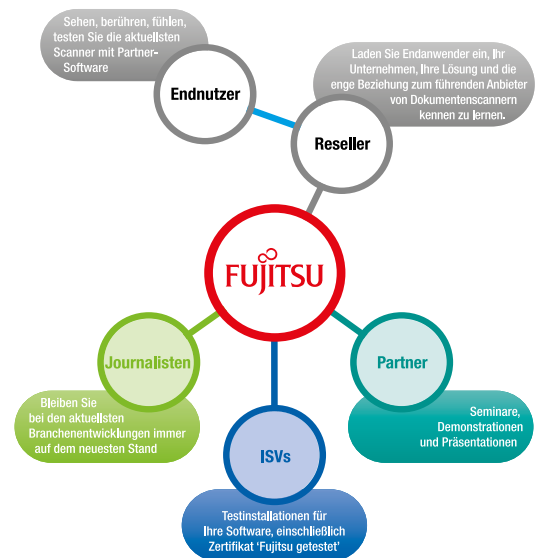 Sehen, berühren, fühlen,
testen Sie die aktuellsten
Scanner mit Partner-
Software
Endnutzer
Laden Sie Endanwender ein, Ihr
Unternehmen, Ihre Lösung und die
enge Beziehung zum führenden Anbieter
von Dokumentenscannern
kennen zu lernen.
Reseller
FUJITSU
Journalisten
Bleiben Sie
bei den aktuellsten
Branchenentwicklungen immer
auf dem neuesten Stand
Partner
Seminare,
Demonstrationen
und Präsentationen
ISVs
Testinstallationen für
Ihre Software, einschließlich
Zertifikat ‘Fujitsu getestet’